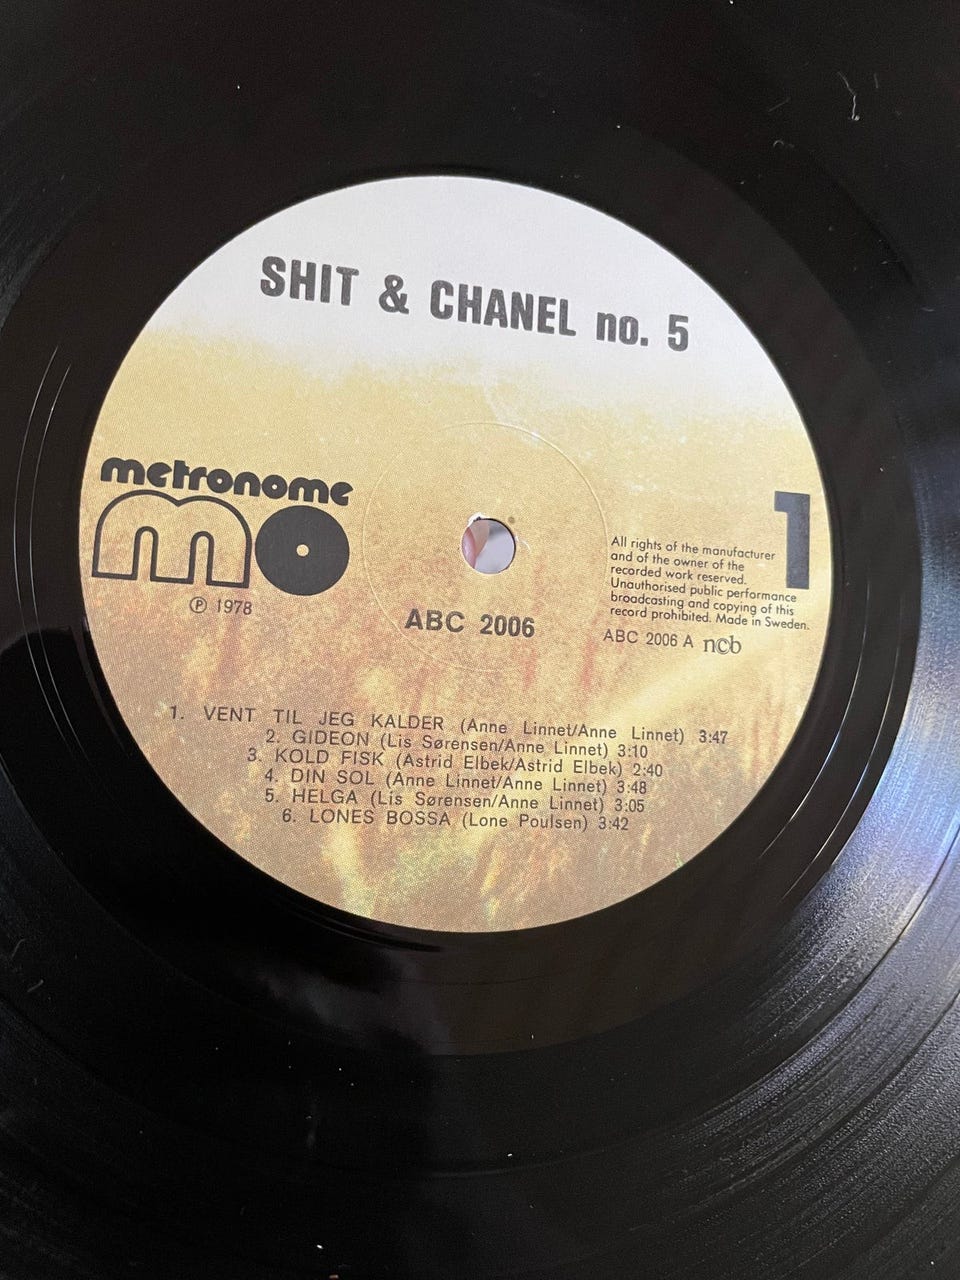 SHIT & CHANEL no. 5
metronome
mo
℗ 1978
ABC 2006
1
All rights of the manufacturer
and of the owner of the
recorded work reserved.
Unauthorised public performance
broadcasting and copying of this
record prohibited. Made in Sweden.
ABC 2006 A ncb
1. VENT TIL JEG KALDER (Anne Linnet/Anne Linnet) 3:47
2. GIDEON (Lis Sørensen/Anne Linnet) 3:10
3. KOLD FISK (Astrid Elbek/Astrid Elbek) 2:40
4. DIN SOL (Anne Linnet/Anne Linnet) 3:48
5. HELGA (Lis Sørensen/Anne Linnet) 3:05
6. LONES BOSSA (Lone Poulsen) 3:42